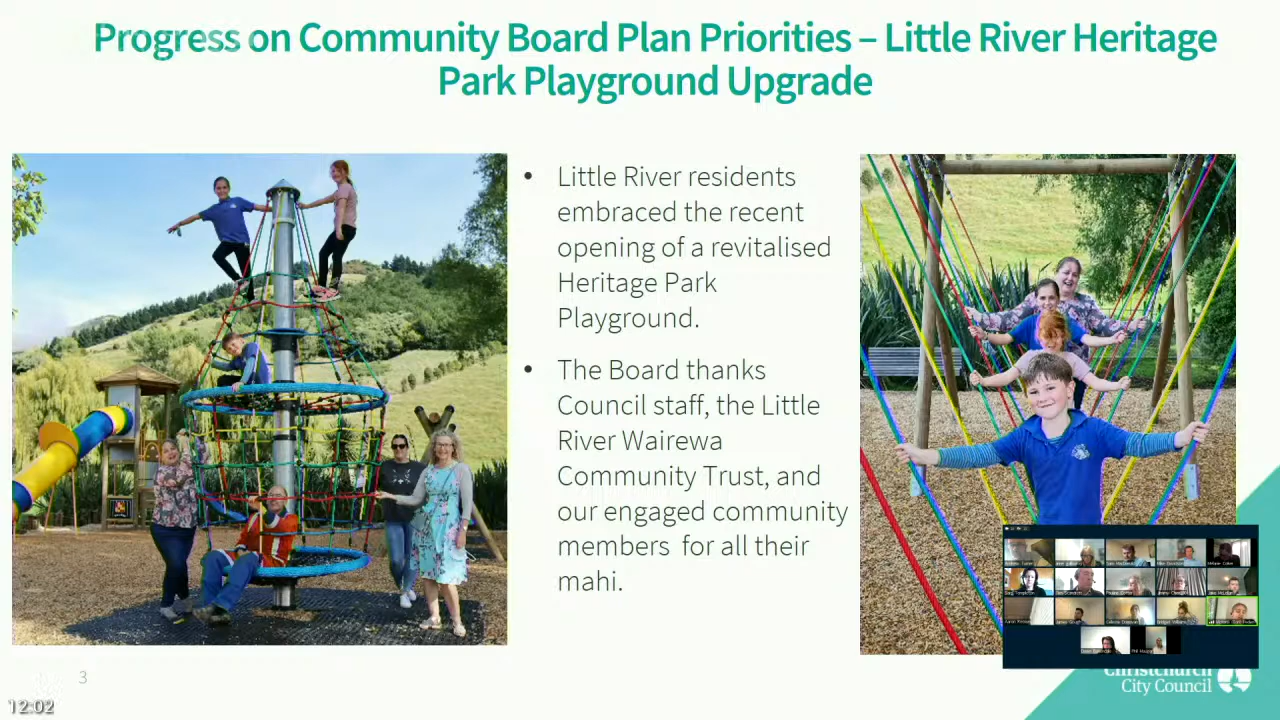 Progress on Community Board Plan Priorities – Little River Heritage
Park Playground Upgrade
• Little River residents
embraced the recent
opening of a revitalised
Heritage Park
Playground.
• The Board thanks
Council staff, the Little
River Wairewa
Community Trust, and
our engaged community
members for all their
mahi.
3
12:02
Christchurch
City Council